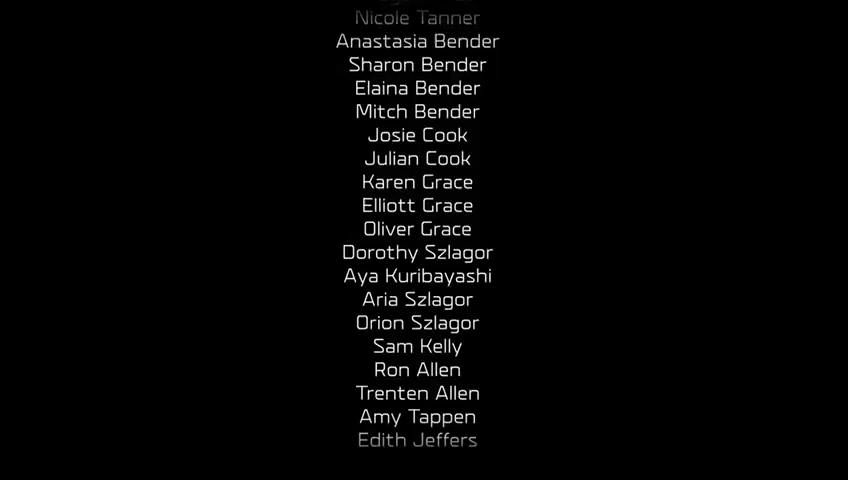 Nicole Tanner
Anastasia Bender
Sharon Bender
Elaina Bender
Mitch Bender
Josie Cook
Julian Cook
Karen Grace
Elliott Grace
Oliver Grace
Dorothy Szlagor
Aya Kuribayashi
Aria Szlagor
Orion Szlagor
Sam Kelly
Ron Allen
Trenten Allen
Amy Tappen
Edith Jeffers